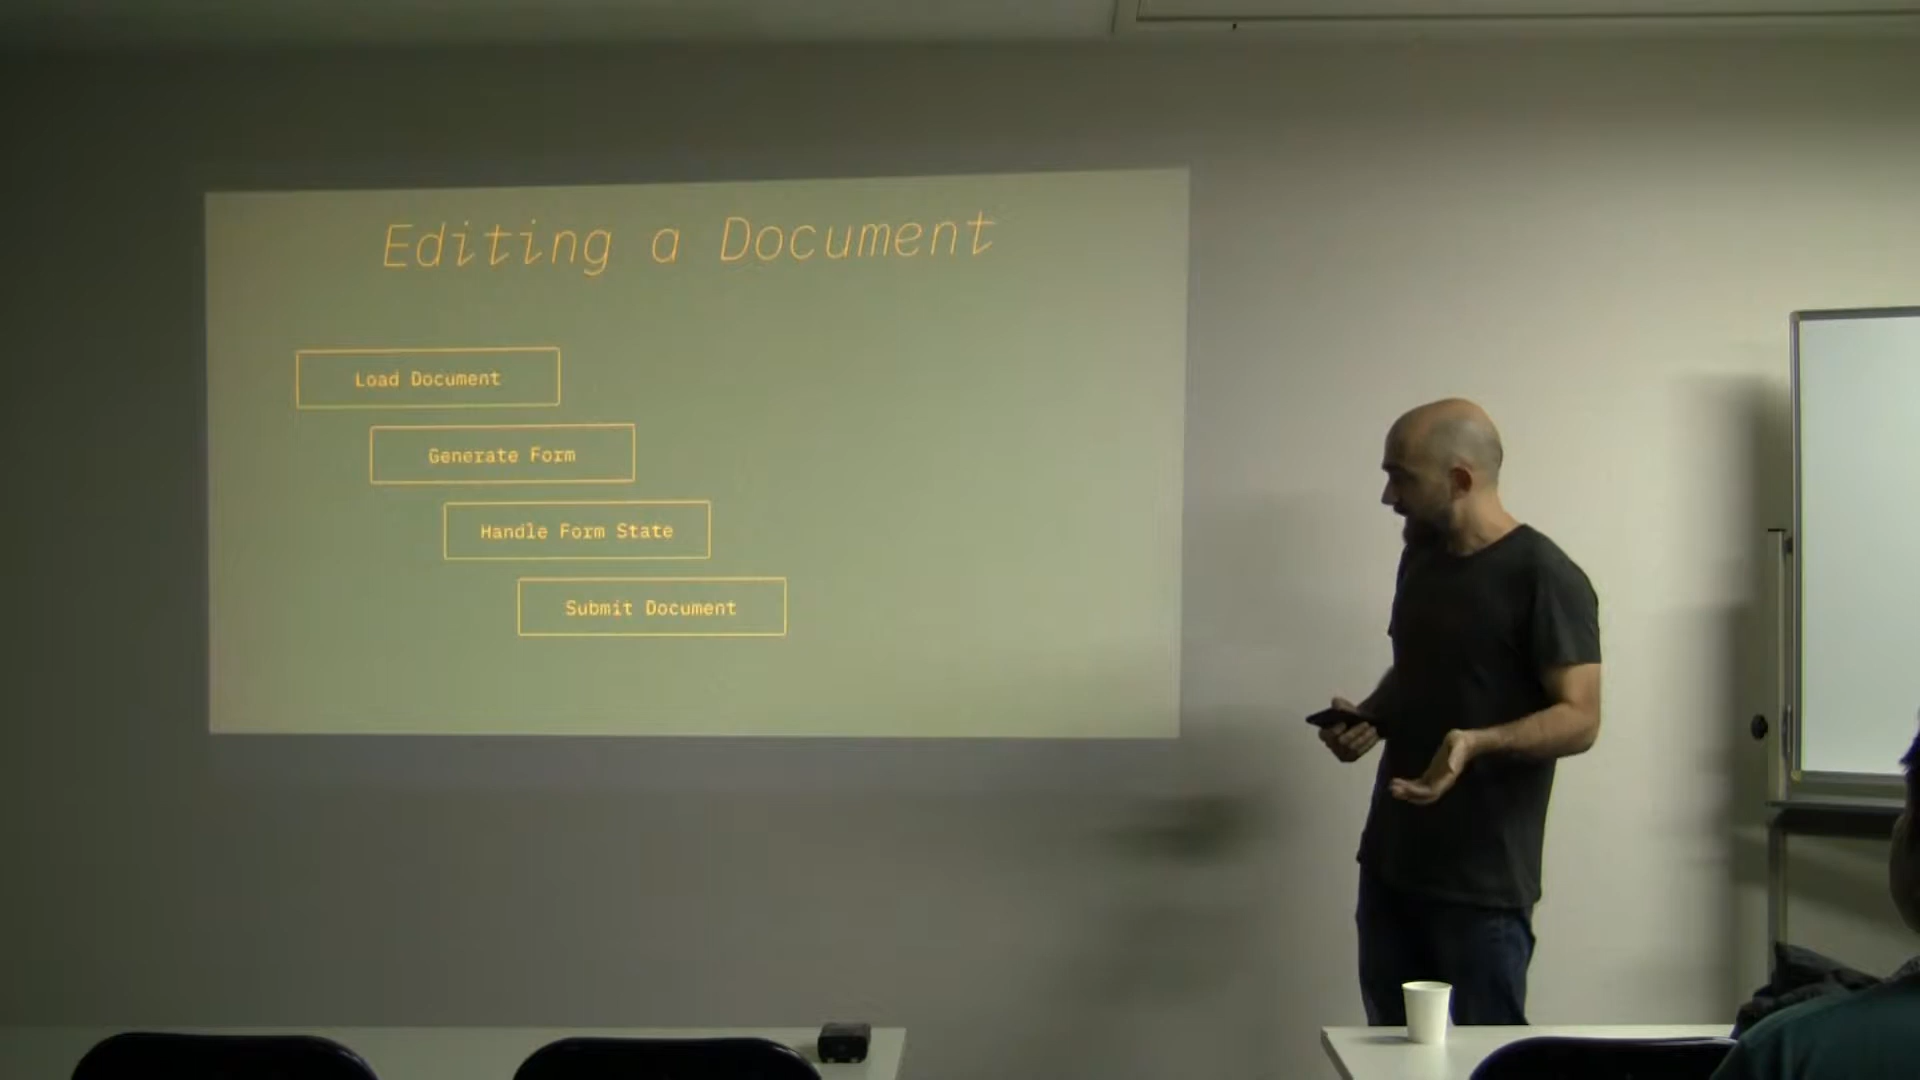 Editing a Document
Load Document
Generate Form
Handle Form State
Submit Document